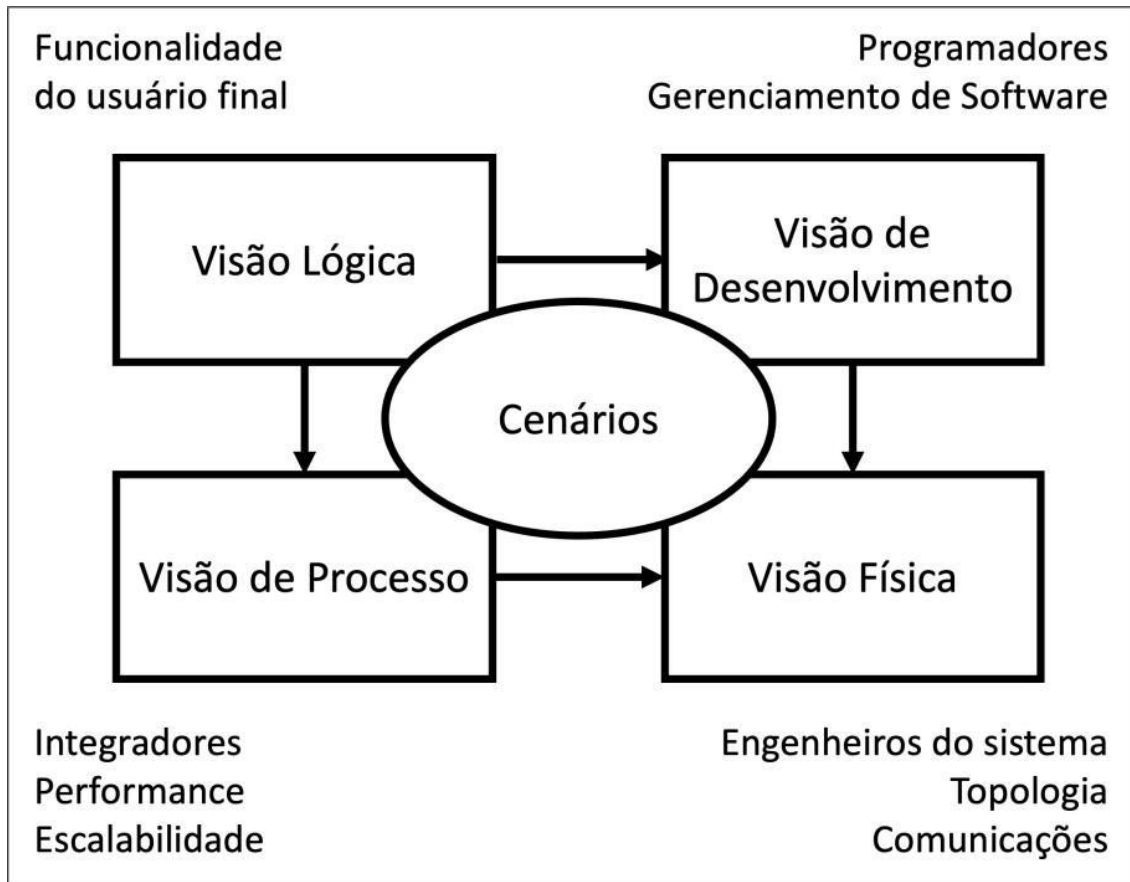 Funcionalidade
do usuário final
Programadores
Gerenciamento de Software
Visão Lógica
Visão de
Desenvolvimento
Cenários
Visão de Processo
Visão Física
Integradores
Performance
Escalabilidade
Engenheiros do sistema
Topologia
Comunicações